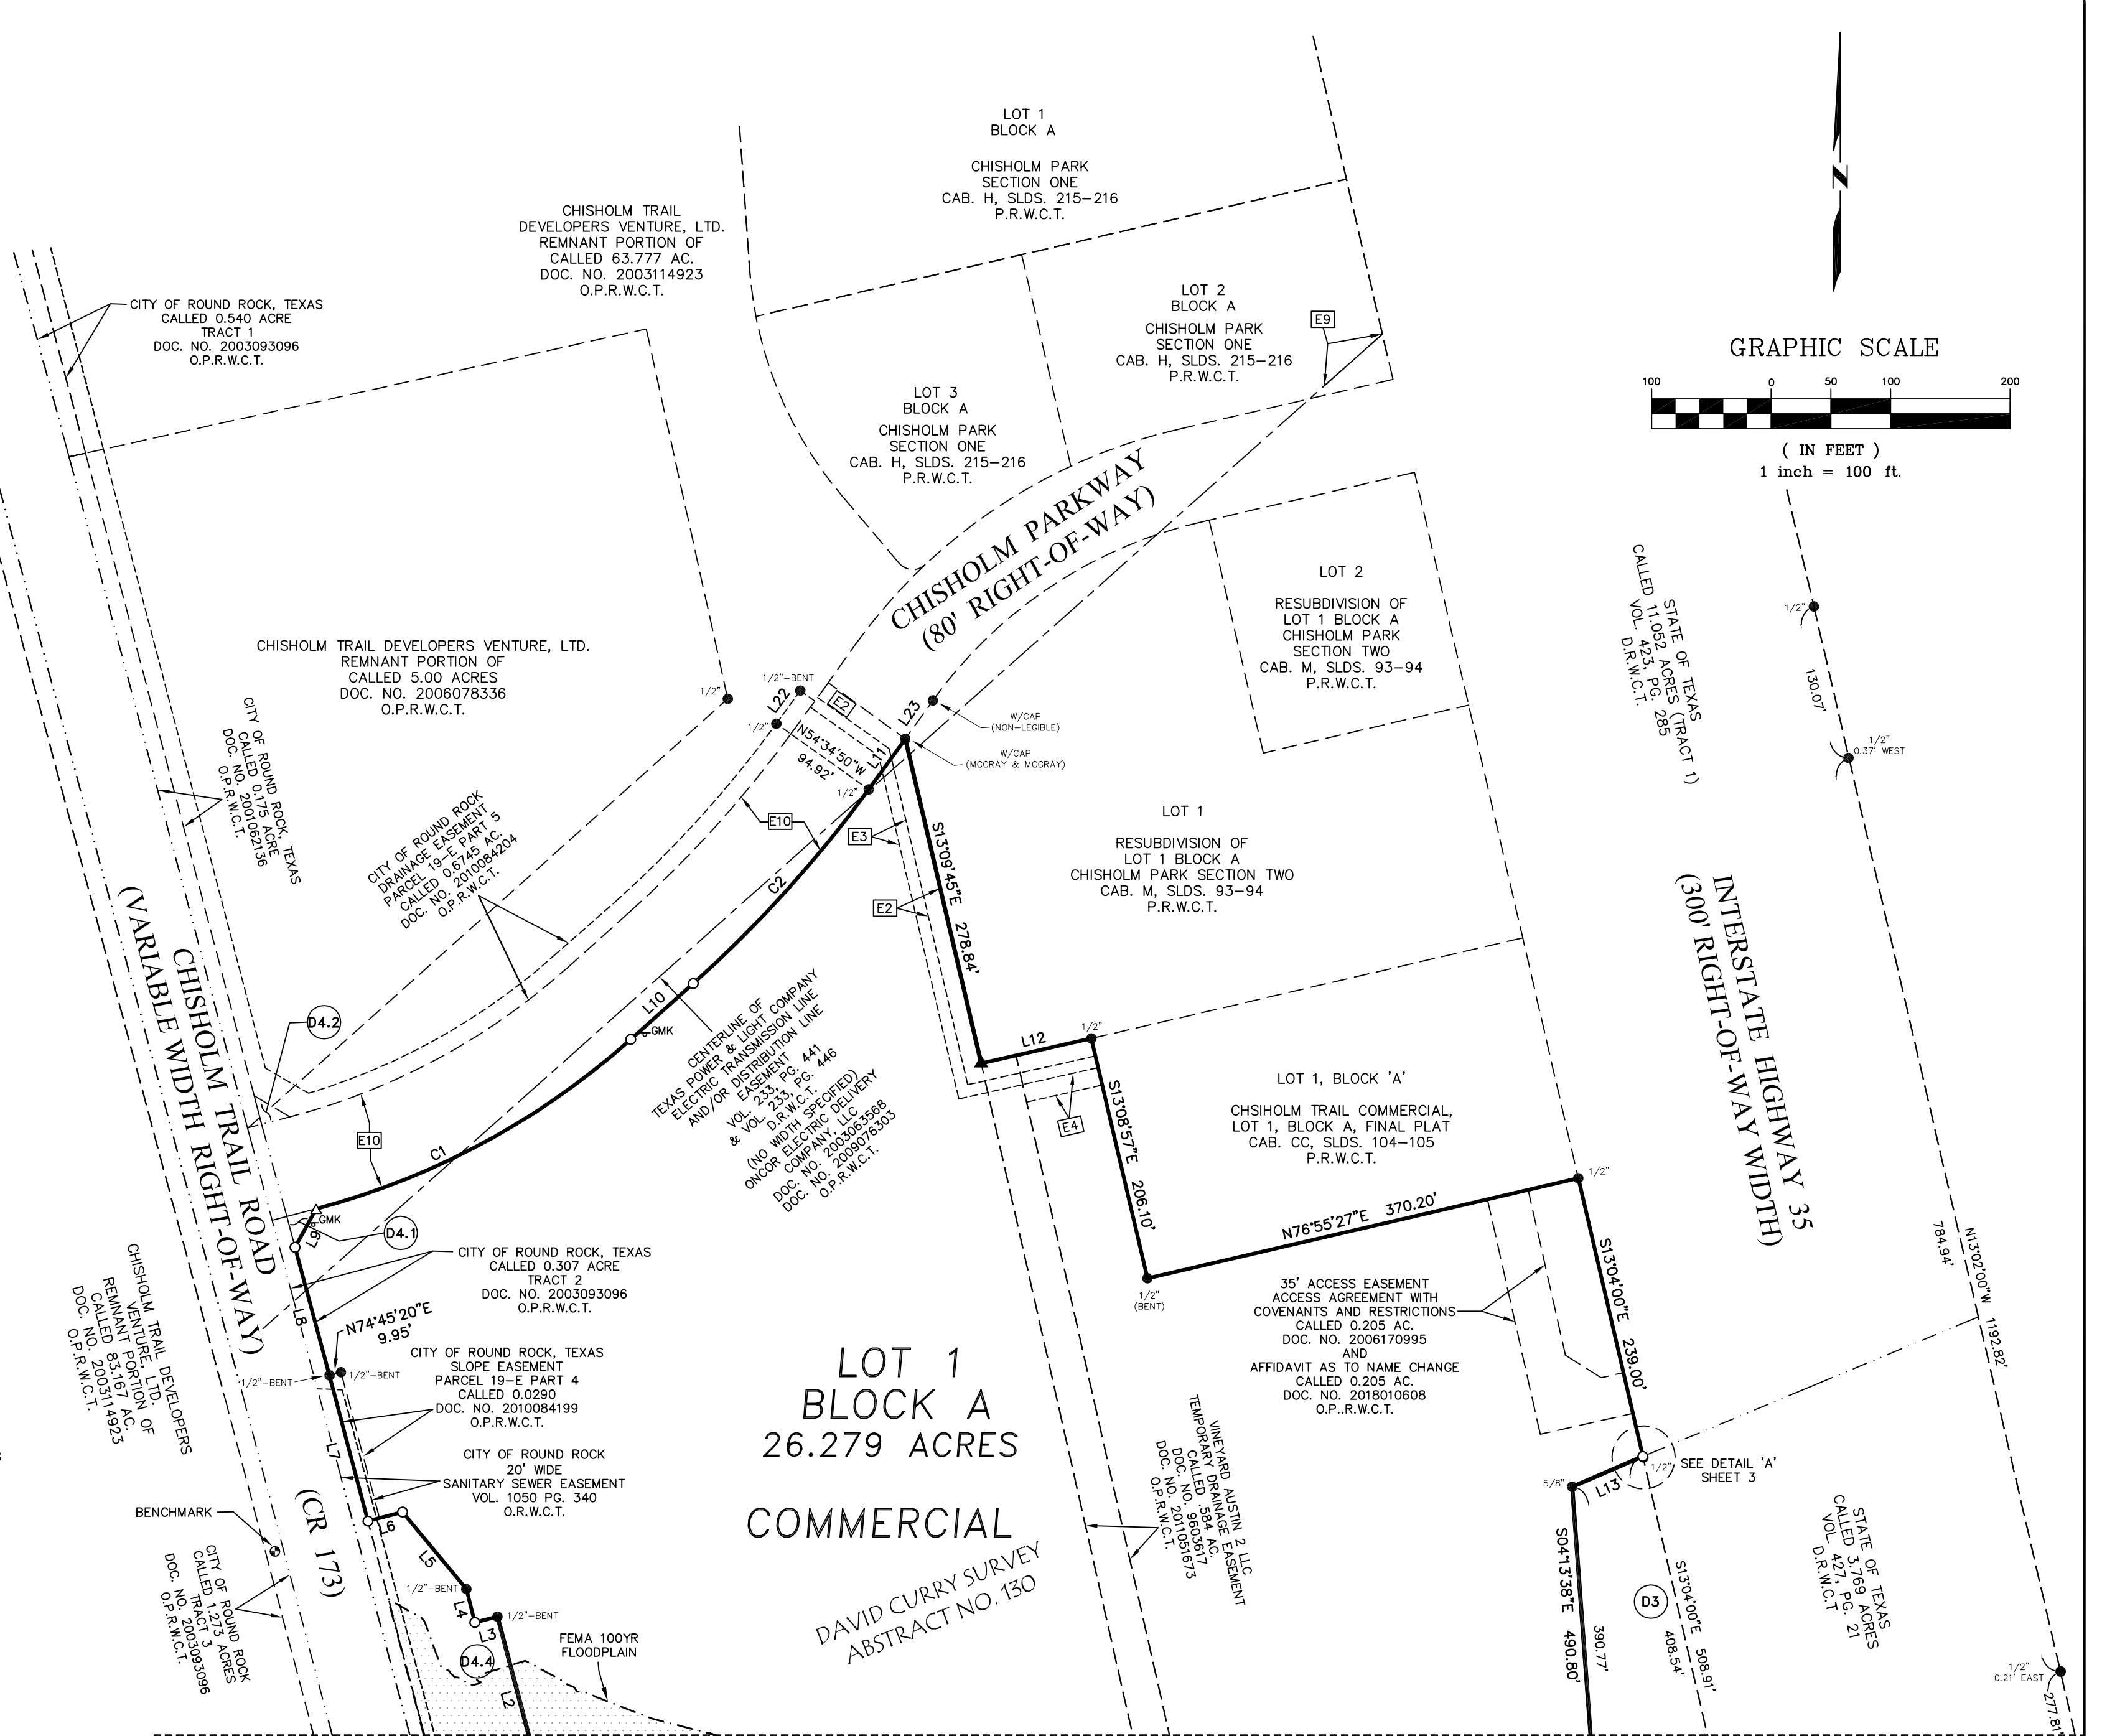 LOT 1
BLOCK A
CHISHOLM PARK
SECTION ONE
CAB. H, SLDS. 215-216
P.R.W.C.T.
CHISHOLM TRAIL
DEVELOPERS VENTURE, LTD.
REMNANT PORTION OF
CALLED 63.777 AC.
DOC. NO. 2003114923
O.P.R.W.C.T.
CITY OF ROUND ROCK, TEXAS
CALLED 0.540 ACRE
TRACT 1
DOC. NO. 2003093096
O.P.R.W.C.T.
LOT 2
BLOCK A
CHISHOLM PARK
SECTION ONE
CAB. H, SLDS. 215-216
P.R.W.C.T.
E9
LOT 3
BLOCK A
CHISHOLM PARK
SECTION ONE
CAB. H, SLDS. 215-216
P.R.W.C.T.
N
GRAPHIC SCALE
100 0 50 100 200
( IN FEET )
1 inch = 100 ft.
CHISHOLM PARKWAY
(80' RIGHT-OF-WAY)
LOT 2
RESUBDIVISION OF
LOT 1 BLOCK A
CHISHOLM PARK
SECTION TWO
CAB. M, SLDS. 93-94
P.R.W.C.T.
STATE OF TEXAS
CALLED 11.052 ACRES (TRACT 1)
VOL. 423, PG. 285
D.R.W.C.T.
1/2"
130.07'
1/2"
0.37' WEST
CHISHOLM TRAIL DEVELOPERS VENTURE, LTD.
REMNANT PORTION OF
CALLED 5.00 ACRES
DOC. NO. 2006078336
O.P.R.W.C.T.
1/2"
1/2"-BENT
L22
1/2"
E2
L23
N54°34'50"W
94.92'
L11
1/2"
W/CAP
(NON-LEGIBLE)
W/CAP
(MCGRAY & MCGRAY)
CITY OF ROUND ROCK, TEXAS
CALLED 0.175 ACRE
DOC. NO. 2001062136
O.P.R.W.C.T.
CITY OF ROUND ROCK
DRAINAGE EASEMENT
PARCEL 19-E PART 5
CALLED 0.6745 AC.
DOC. NO. 2010084204
O.P.R.W.C.T.
E10
E3
E2
C2
S13°09'45"E 278.84'
LOT 1
RESUBDIVISION OF
LOT 1 BLOCK A
CHISHOLM PARK SECTION TWO
CAB. M, SLDS. 93-94
P.R.W.C.T.
INTERSTATE HIGHWAY 35
(300' RIGHT-OF-WAY WIDTH)
CHISHOLM TRAIL ROAD
(VARIABLE WIDTH RIGHT-OF-WAY)
D4.2
L10
GMK
CENTERLINE OF
TEXAS POWER & LIGHT COMPANY
ELECTRIC TRANSMISSION LINE
AND/OR DISTRIBUTION LINE
EASEMENT
VOL. 233, PG. 441
& VOL. 233, PG. 446
D.R.W.C.T.
(NO WIDTH SPECIFIED)
ONCOR ELECTRIC DELIVERY
COMPANY, LLC
DOC. NO. 2003063568
DOC. NO. 2009076303
O.P.R.W.C.T.
L12
1/2"
E4
S13°08'57"E 206.10'
LOT 1, BLOCK 'A'
CHSIHOLM TRAIL COMMERCIAL,
LOT 1, BLOCK A, FINAL PLAT
CAB. CC, SLDS. 104-105
P.R.W.C.T.
E10
C1
GMK
L9
D4.1
L8
CITY OF ROUND ROCK, TEXAS
CALLED 0.307 ACRE
TRACT 2
DOC. NO. 2003093096
O.P.R.W.C.T.
N76°55'27"E 370.20'
1/2"
1/2"
(BENT)
S13°04'00"E 239.00'
784.94'
N13°02'00"W 1192.82'
35' ACCESS EASEMENT
ACCESS AGREEMENT WITH
COVENANTS AND RESTRICTIONS
CALLED 0.205 AC.
DOC. NO. 2006170995
AND
AFFIDAVIT AS TO NAME CHANGE
CALLED 0.205 AC.
DOC. NO. 2018010608
O.P..R.W.C.T.
CHISHOLM TRAIL DEVELOPERS
VENTURE, LTD.
REMNANT PORTION OF
CALLED 83.167 AC.
DOC. NO. 2003114923
O.P.R.W.C.T.
N74°45'20"E
9.95'
1/2"-BENT
1/2"-BENT
CITY OF ROUND ROCK, TEXAS
SLOPE EASEMENT
PARCEL 19-E PART 4
CALLED 0.0290
DOC. NO. 2010084199
O.P.R.W.C.T.
L7
CITY OF ROUND ROCK
20' WIDE
SANITARY SEWER EASEMENT
VOL. 1050 PG. 340
O.R.W.C.T.
LOT 1
BLOCK A
26.279 ACRES
COMMERCIAL
DAVID CURRY SURVEY
ABSTRACT NO. 130
VINEYARD AUSTIN 2 LLC
TEMPORARY DRAINAGE EASEMENT
CALLED .584 AC.
DOC. NO. 9603617
DOC. NO. 2011051673
O.P.R.W.C.T.
1/2"
SEE DETAIL 'A'
SHEET 3
5/8"
L13
S04°13'38"E 490.80'
390.77'
D3
S13°04'00"E 508.91'
408.54'
STATE OF TEXAS
CALLED 3.769 ACRES
VOL. 427, PG. 21
D.R.W.C.T
1/2"
0.21' EAST
277.81'
(CR 173)
BENCHMARK
CITY OF ROUND ROCK
CALLED 1.273 ACRES
TRACT 3
DOC. NO. 2003093096
O.P.R.W.C.T.
L6
L5
1/2"-BENT
L4
L3
1/2"-BENT
D4.4
L2
FEMA 100YR
FLOODPLAIN